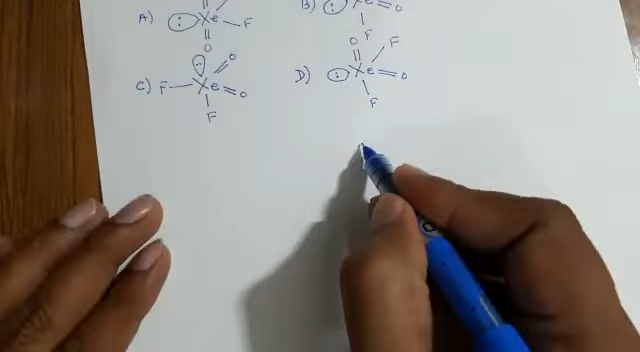 A) : Xe F O
B) : Xe O F
C) F Xe O O F
D) : O Xe F O F